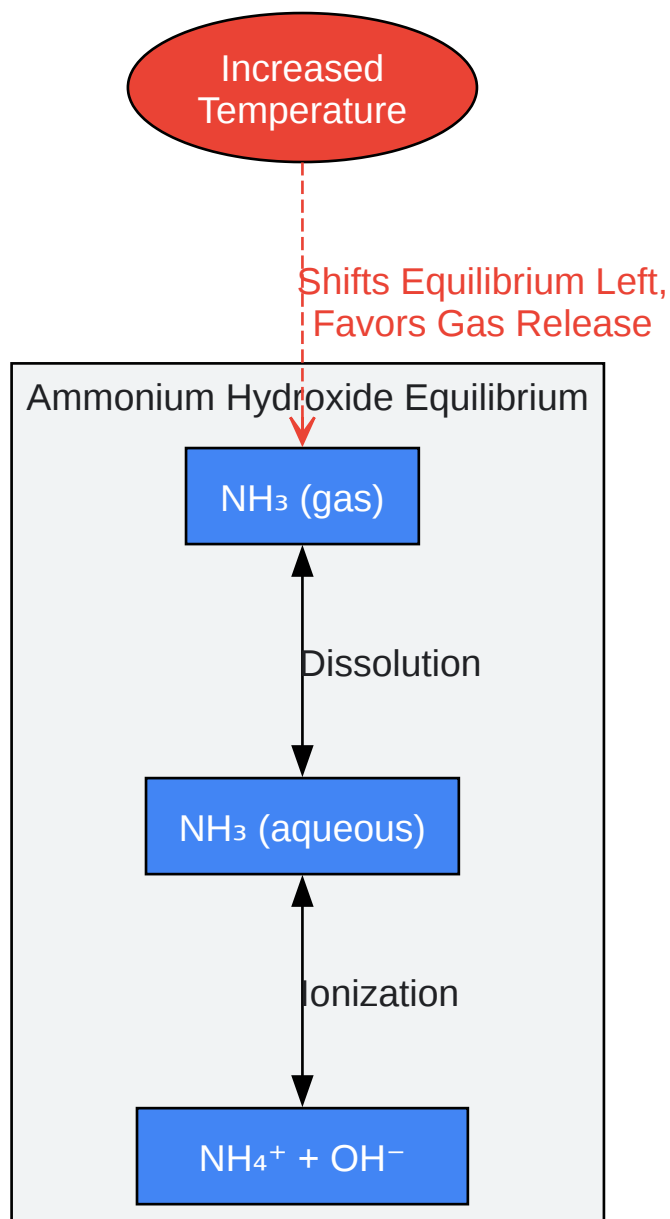 Increased
Temperature
Shifts Equilibrium Left,
Favors Gas Release
Ammonium Hydroxide Equilibrium
NH₃ (gas)
Dissolution
NH₃ (aqueous)
Ionization
NH₄⁺ + OH⁻